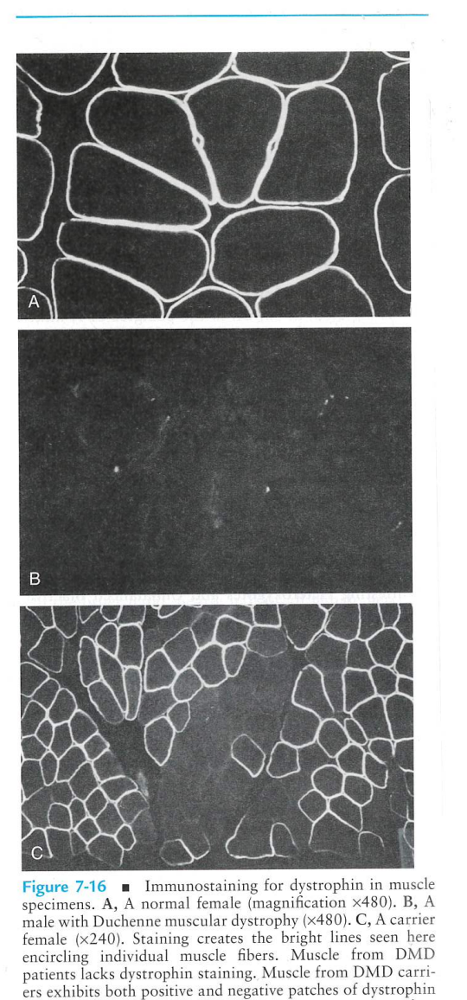 A
B
C
Figure 7-16 ■ Immunostaining for dystrophin in muscle
specimens. A, A normal female (magnification ×480). B, A
male with Duchenne muscular dystrophy (×480). C, A carrier
female (×240). Staining creates the bright lines seen here
encircling individual muscle fibers. Muscle from DMD
patients lacks dystrophin staining. Muscle from DMD carri-
ers exhibits both positive and negative patches of dystrophin